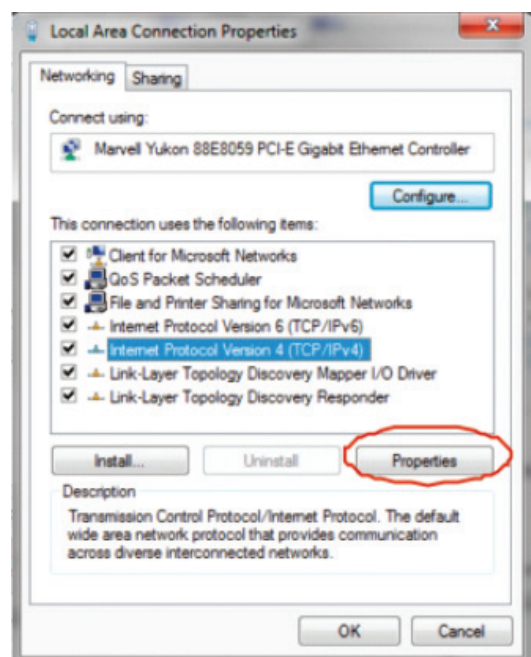 Local Area Connection Properties
Networking Sharing
Connect using:
Marvell Yukon 88E8059 PCI-E Gigabit Ethernet Controller
Configure...
This connection uses the following items:
Client for Microsoft Networks
QoS Packet Scheduler
File and Printer Sharing for Microsoft Networks
Internet Protocol Version 6 (TCP/IPv6)
Internet Protocol Version 4 (TCP/IPv4)
Link-Layer Topology Discovery Mapper I/O Driver
Link-Layer Topology Discovery Responder
Install... Uninstall Properties
Description
Transmission Control Protocol/Internet Protocol. The default
wide area network protocol that provides communication
across diverse interconnected networks.
OK Cancel